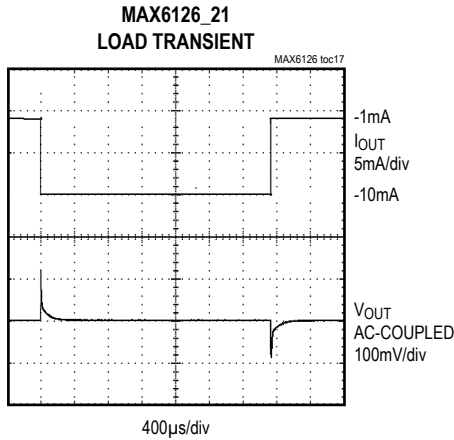 MAX6126_21
LOAD TRANSIENT
MAX6126 toc17
-1mA
IOUT
5mA/div
-10mA
VOUT
AC-COUPLED
100mV/div
400µs/div